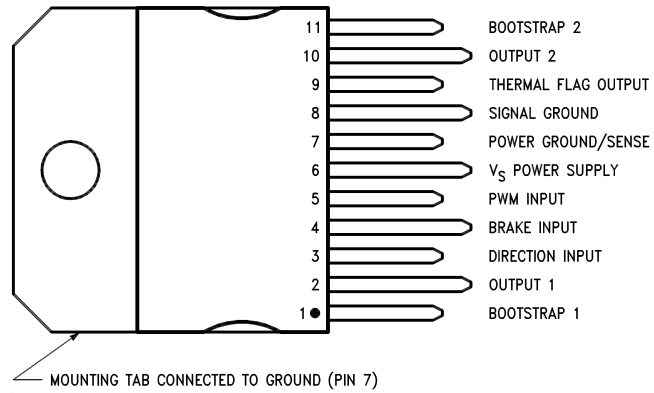 11 BOOTSTRAP 2
10 OUTPUT 2
9 THERMAL FLAG OUTPUT
8 SIGNAL GROUND
7 POWER GROUND/SENSE
6 VS POWER SUPPLY
5 PWM INPUT
4 BRAKE INPUT
3 DIRECTION INPUT
2 OUTPUT 1
1 BOOTSTRAP 1
MOUNTING TAB CONNECTED TO GROUND (PIN 7)